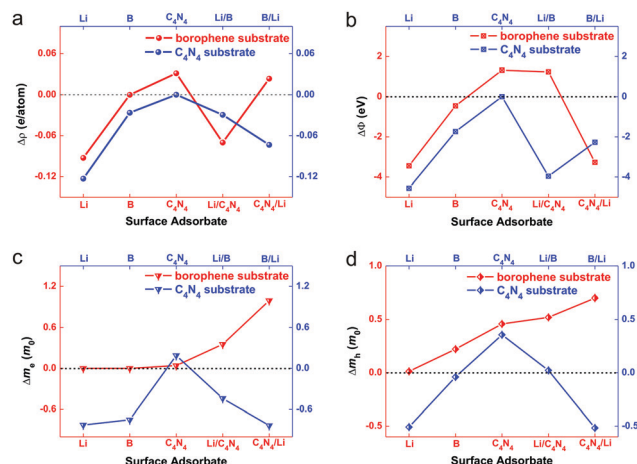 a
Li B C4N4 Li/B B/Li
borophene substrate
C4N4 substrate
0.06
0.00
-0.06
-0.12
0.06
0.00
-0.06
-0.12
Δρ (e/atom)
Li B C4N4 Li/C4N4 C4N4/Li
Surface Adsorbate
b
Li B C4N4 Li/B B/Li
borophene substrate
C4N4 substrate
2
0
-2
-4
2
0
-2
-4
ΔΦ (eV)
Li B C4N4 Li/C4N4 C4N4/Li
Surface Adsorbate
c
Li B C4N4 Li/B B/Li
borophene substrate
C4N4 substrate
1.2
0.6
0.0
-0.6
1.2
0.6
0.0
-0.6
Δme (m0)
Li B C4N4 Li/C4N4 C4N4/Li
Surface Adsorbate
d
Li B C4N4 Li/B B/Li
borophene substrate
C4N4 substrate
1.0
0.5
0.0
-0.5
1.0
0.5
0.0
-0.5
Δmh (m0)
Li B C4N4 Li/C4N4 C4N4/Li
Surface Adsorbate